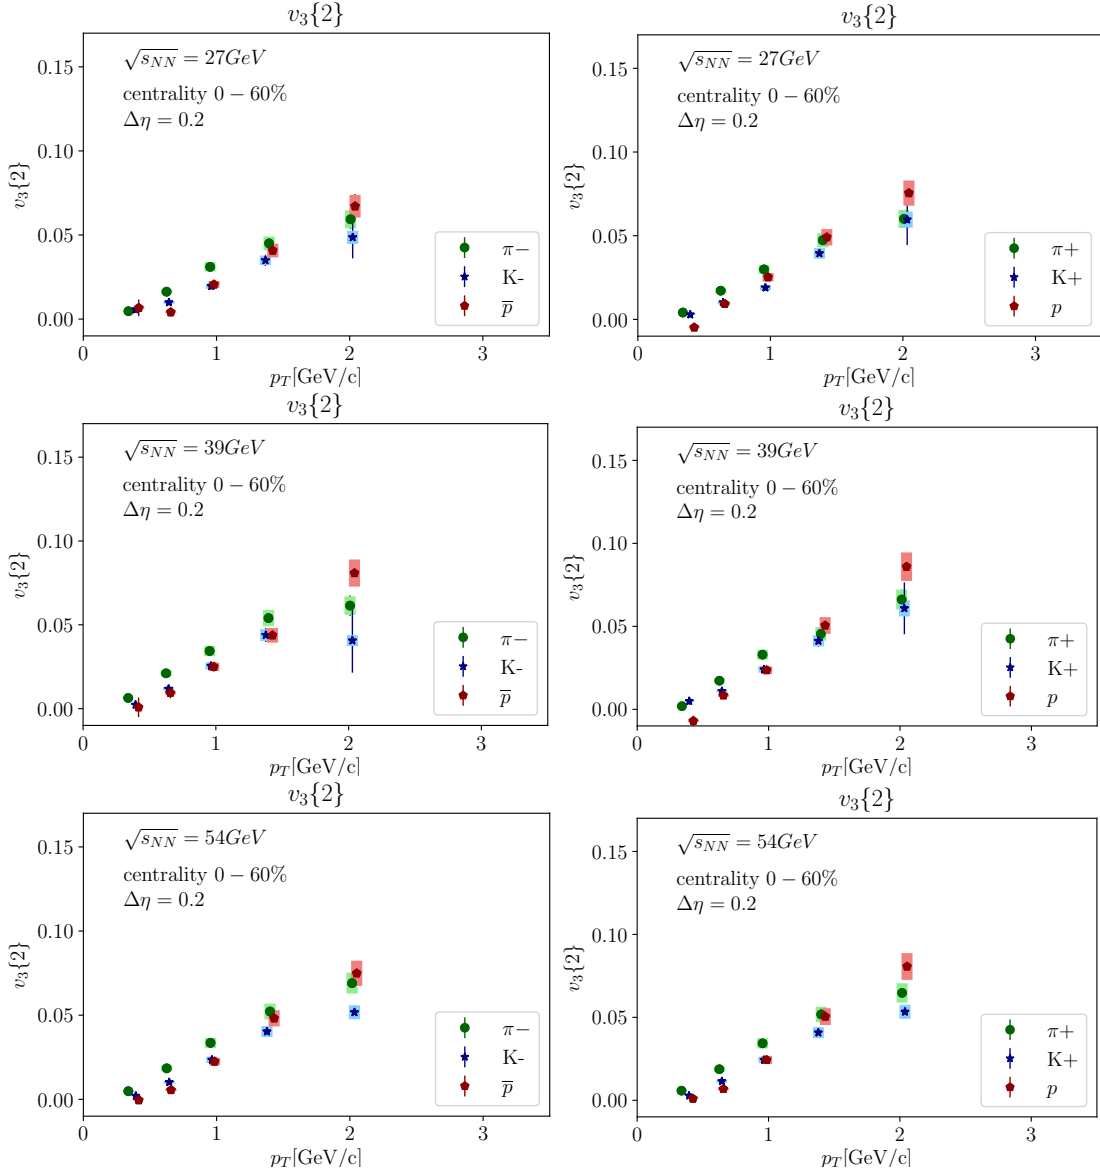 v₃{2}
√sNN = 27GeV
centrality 0 − 60%
Δη = 0.2
v₃{2}
0.15
0.10
0.05
0.00
π−
K-
p̅
0 1 2 3
pT[GeV/c]
v₃{2}
√sNN = 27GeV
centrality 0 − 60%
Δη = 0.2
v₃{2}
0.15
0.10
0.05
0.00
π+
K+
p
0 1 2 3
pT[GeV/c]
v₃{2}
√sNN = 39GeV
centrality 0 − 60%
Δη = 0.2
v₃{2}
0.15
0.10
0.05
0.00
π−
K-
p̅
0 1 2 3
pT[GeV/c]
v₃{2}
√sNN = 39GeV
centrality 0 − 60%
Δη = 0.2
v₃{2}
0.15
0.10
0.05
0.00
π+
K+
p
0 1 2 3
pT[GeV/c]
v₃{2}
√sNN = 54GeV
centrality 0 − 60%
Δη = 0.2
v₃{2}
0.15
0.10
0.05
0.00
π−
K-
p̅
0 1 2 3
pT[GeV/c]
v₃{2}
√sNN = 54GeV
centrality 0 − 60%
Δη = 0.2
v₃{2}
0.15
0.10
0.05
0.00
π+
K+
p
0 1 2 3
pT[GeV/c]